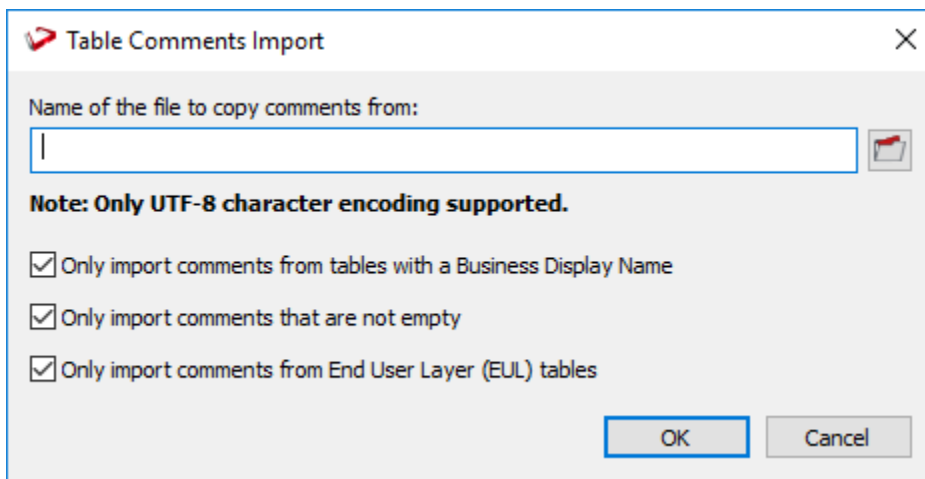 Table Comments Import
Name of the file to copy comments from:
Note: Only UTF-8 character encoding supported.
Only import comments from tables with a Business Display Name
Only import comments that are not empty
Only import comments from End User Layer (EUL) tables
OK Cancel